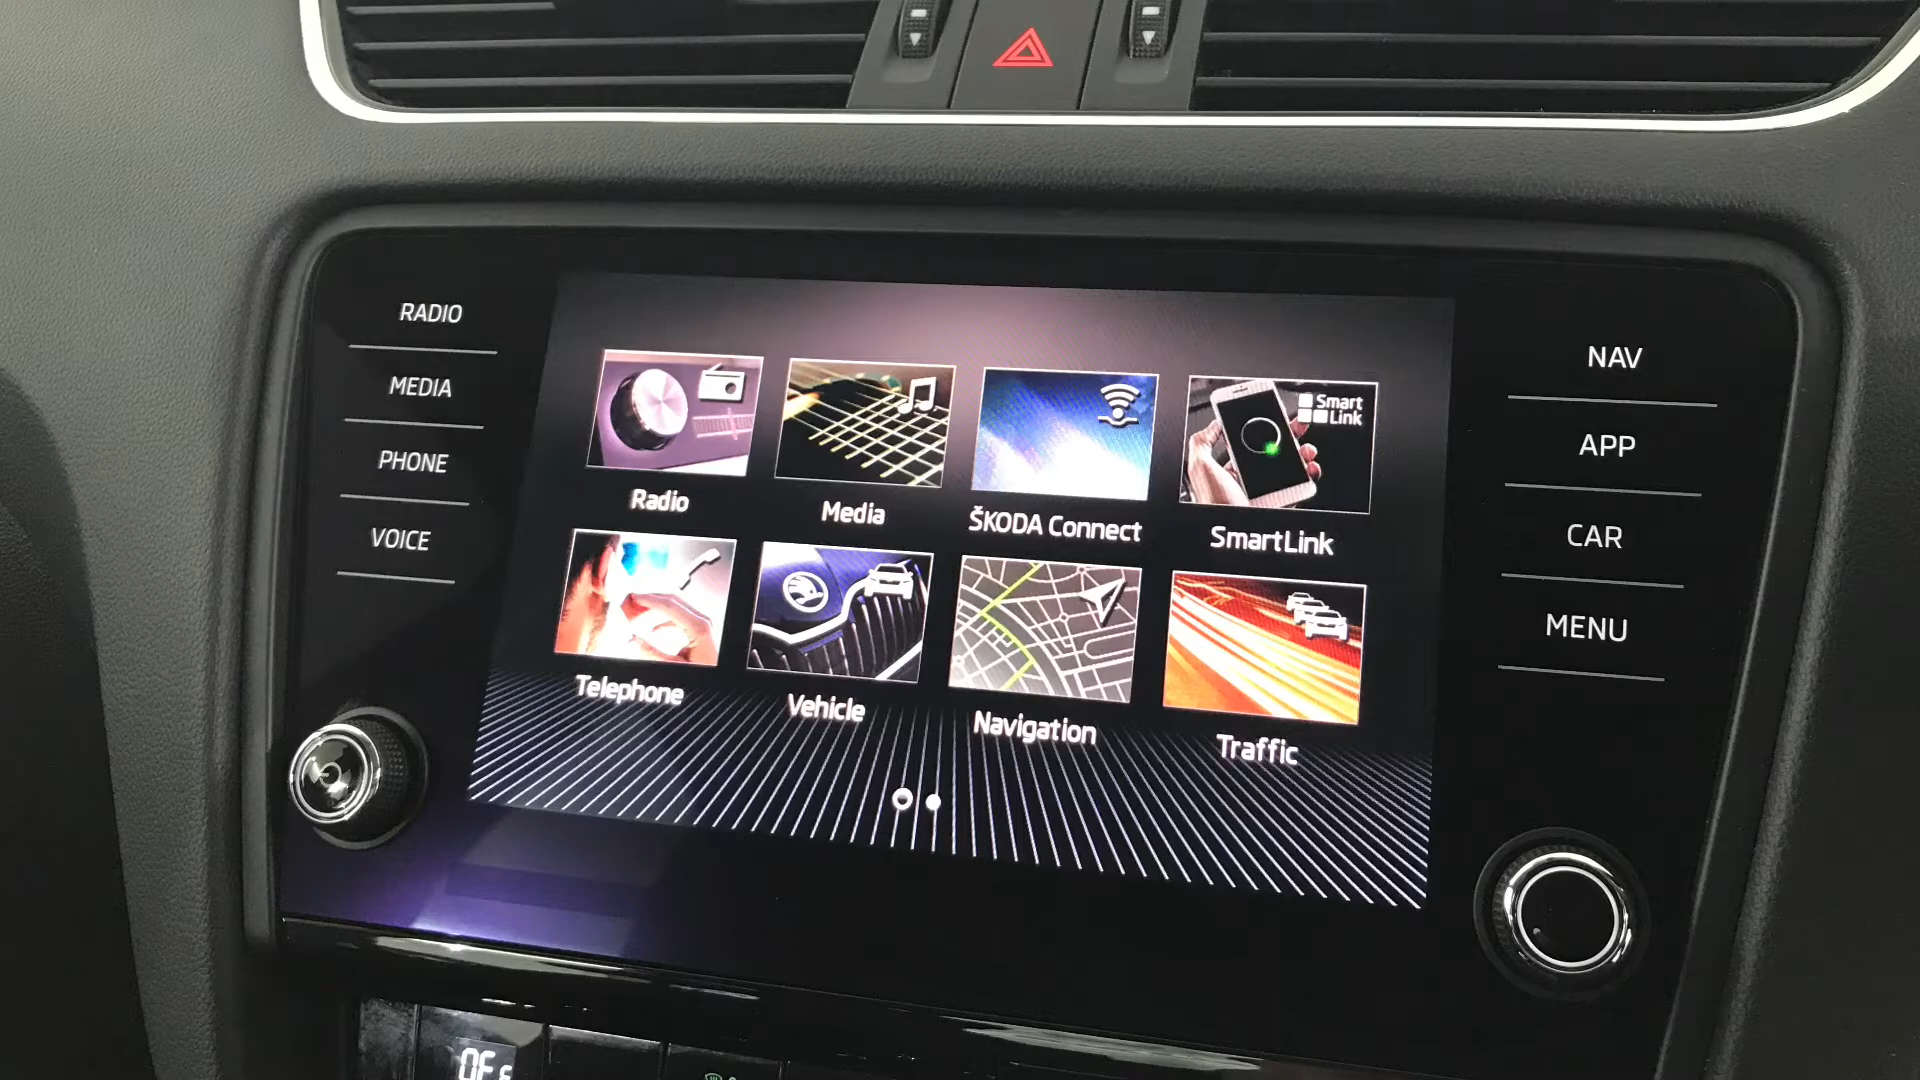 RADIO
MEDIA
PHONE
VOICE
Smart
Link
Radio
Media
ŠKODA Connect
SmartLink
Telephone
Vehicle
Navigation
Traffic
NAV
APP
CAR
MENU
OFF